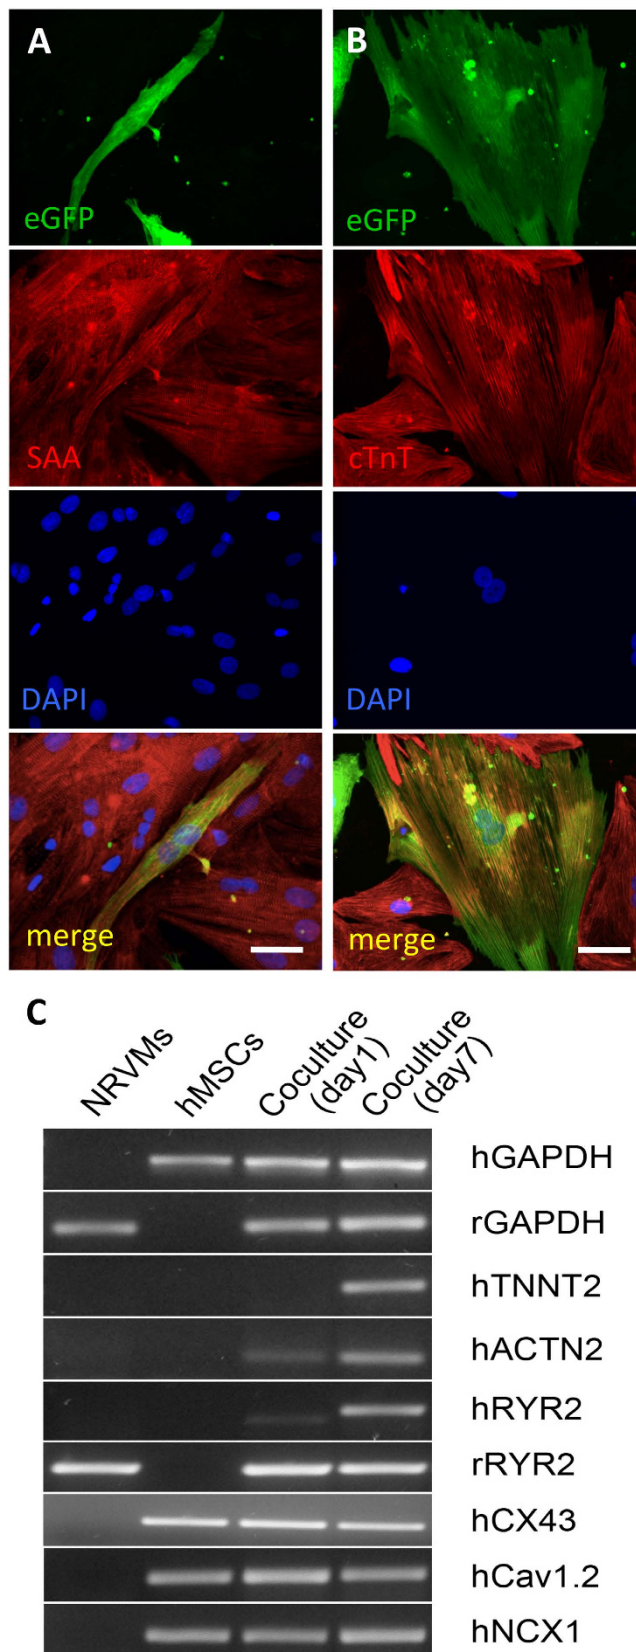 A
B
eGFP
eGFP
SAA
cTnT
DAPI
DAPI
merge
merge
C
NRVMs
hMSCs
Coculture
(day1)
Coculture
(day7)
hGAPDH
rGAPDH
hTNNT2
hACTN2
hRYR2
rRYR2
hCX43
hCav1.2
hNCX1